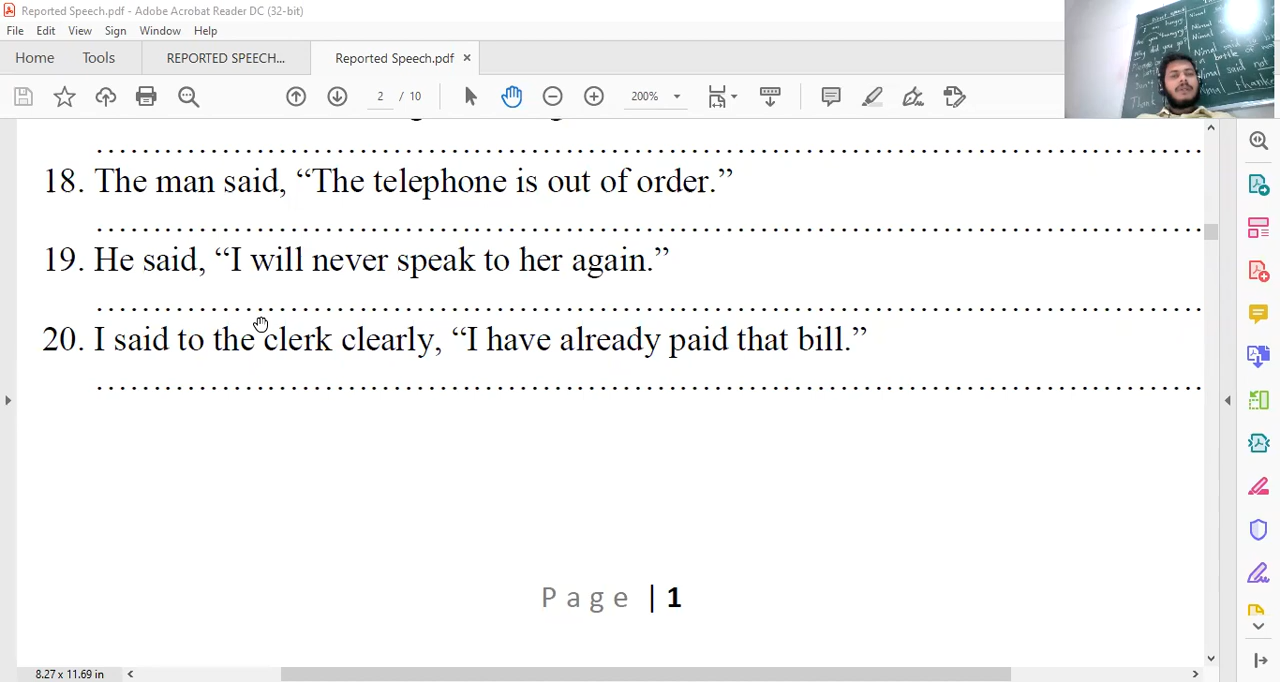 Reported Speech.pdf - Adobe Acrobat Reader DC (32-bit)
File Edit View Sign Window Help
Home Tools REPORTED SPEECH... Reported Speech.pdf ×
2 / 10 200%
18. The man said, “The telephone is out of order.”
19. He said, “I will never speak to her again.”
20. I said to the clerk clearly, “I have already paid that bill.”
Page | 1
8.27 x 11.69 in